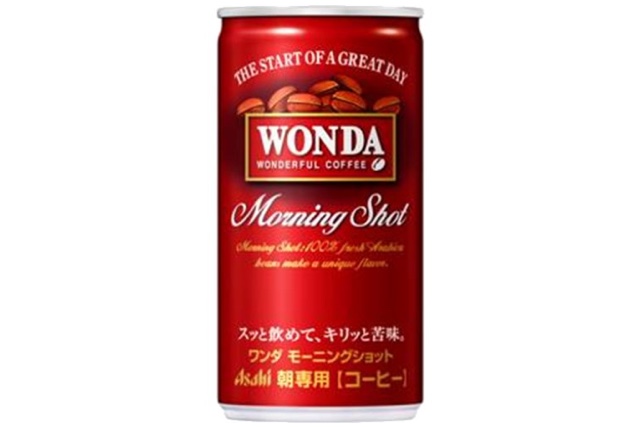 THE START OF A GREAT DAY
WONDA
WONDERFUL COFFEE
Morning Shot
Morning Shot:100% fresh Arabica
beans make a unique flavor.
スッと飲めて、キリッと苦味。
ワンダ モーニングショット
Asahi 朝専用【コーヒー】